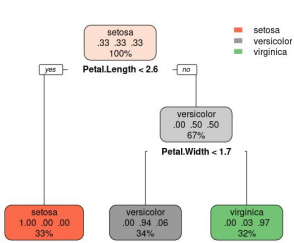 setosa
.33 .33 .33
100%
setosa
versicolor
virginica
yes
Petal.Length < 2.6
no
versicolor
.00 .50 .50
67%
Petal.Width < 1.7
setosa
1.00 .00 .00
33%
versicolor
.00 .94 .06
34%
virginica
.00 .03 .97
32%